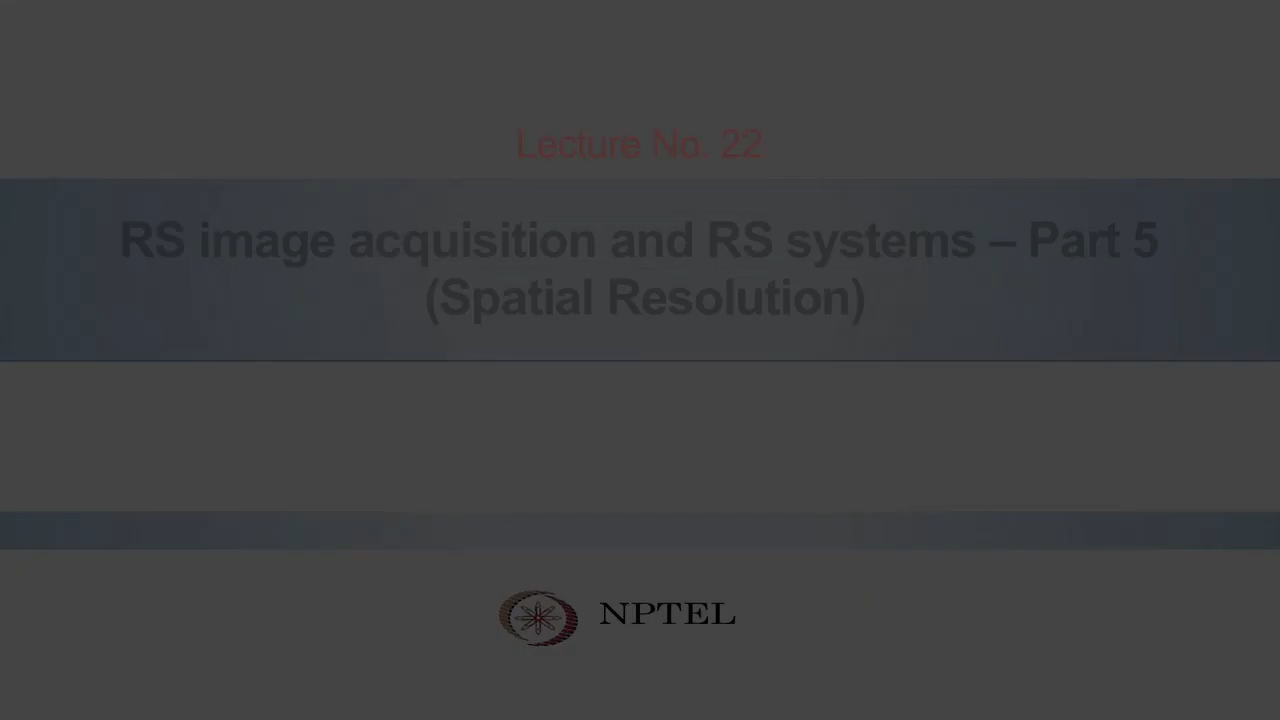 Lecture No. 22
RS image acquisition and RS systems – Part 5
(Spatial Resolution)
NPTEL